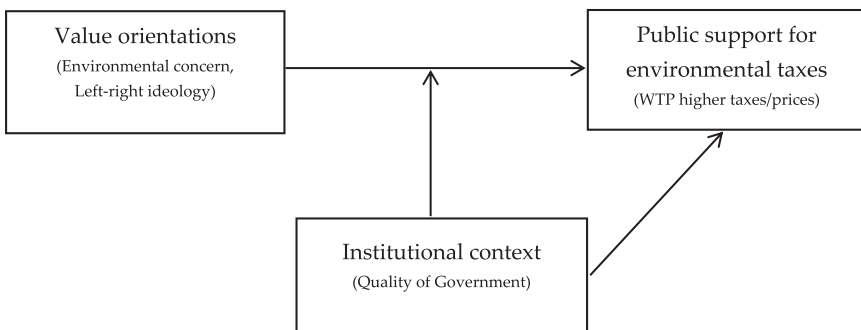 Value orientations
(Environmental concern,
Left-right ideology)
Public support for
environmental taxes
(WTP higher taxes/prices)
Institutional context
(Quality of Government)